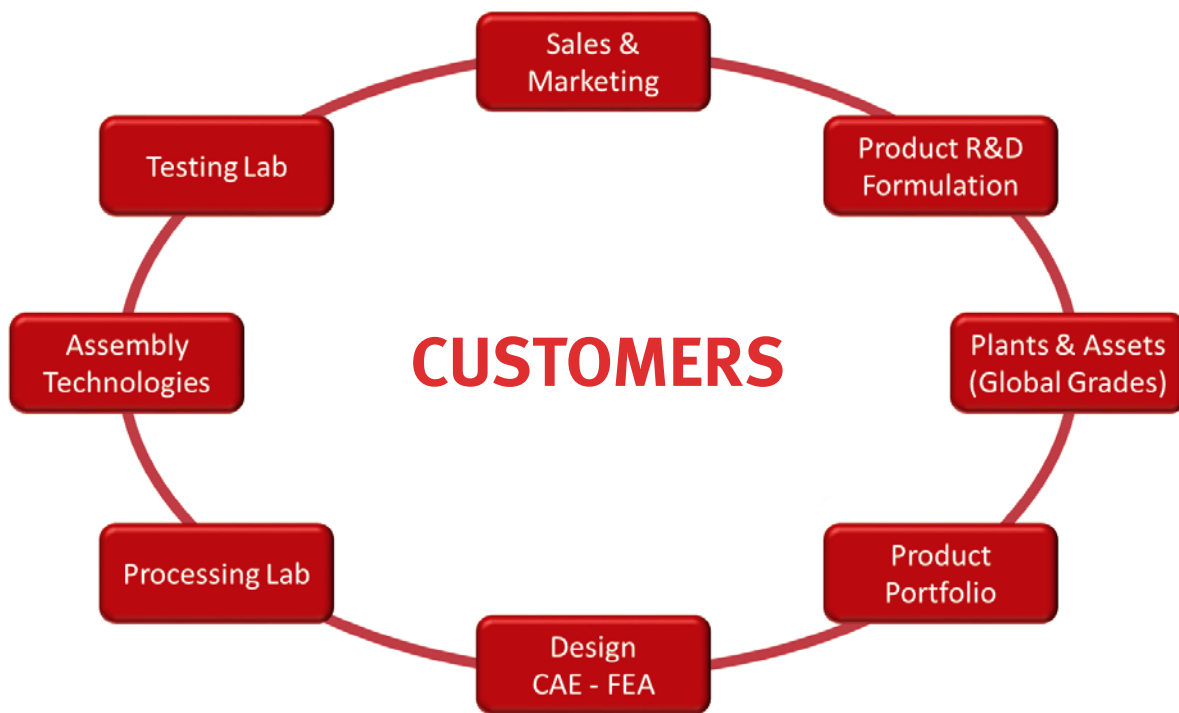 Sales &
Marketing
Product R&D
Formulation
Plants & Assets
(Global Grades)
Product
Portfolio
Design
CAE - FEA
Processing Lab
Assembly
Technologies
Testing Lab
CUSTOMERS